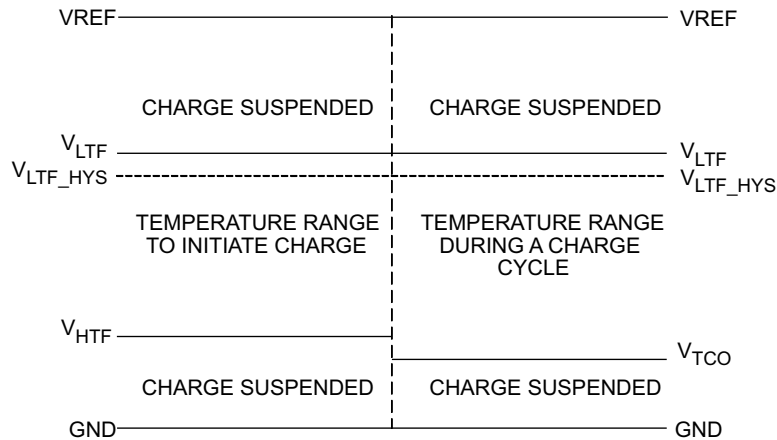 VREF
VREF
CHARGE SUSPENDED
CHARGE SUSPENDED
VLTF
VLTF
VLTF_HYS
VLTF_HYS
TEMPERATURE RANGE
TO INITIATE CHARGE
TEMPERATURE RANGE
DURING A CHARGE
CYCLE
VHTF
VTCO
CHARGE SUSPENDED
CHARGE SUSPENDED
GND
GND